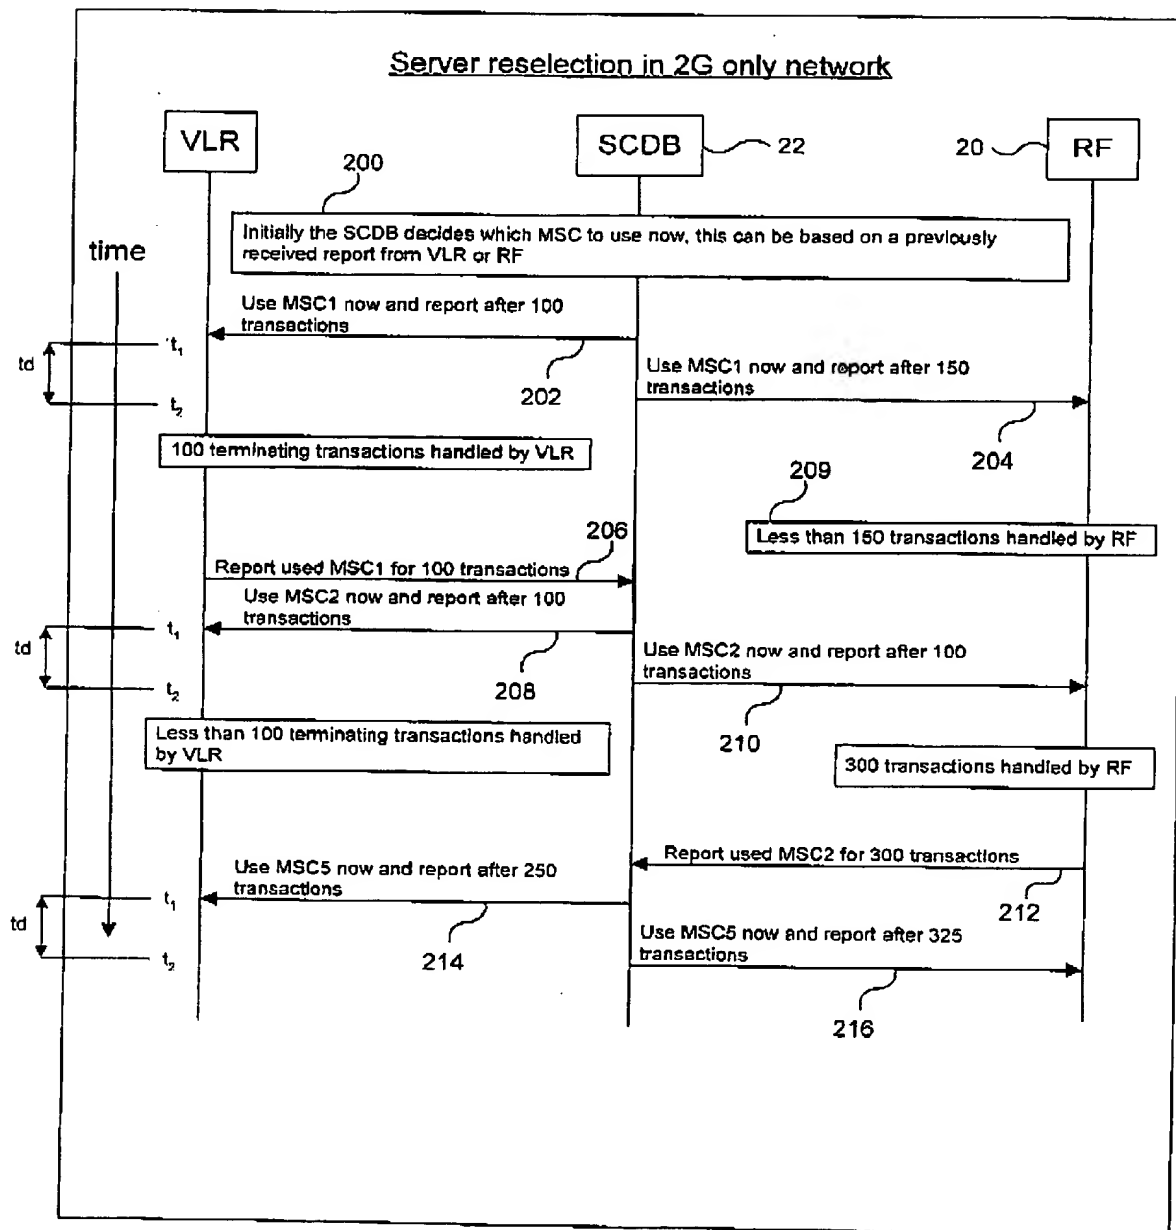 Server reselection in 2G only network
VLR
SCDB
22
20
RF
200
time
Initially the SCDB decides which MSC to use now, this can be based on a previously
received report from VLR or RF
Use MSC1 now and report after 100
transactions
t1
td
202
Use MSC1 now and report after 150
transactions
t2
204
100 terminating transactions handled by VLR
209
Less than 150 transactions handled by RF
206
Report used MSC1 for 100 transactions
Use MSC2 now and report after 100
transactions
t1
td
208
Use MSC2 now and report after 100
transactions
t2
210
Less than 100 terminating transactions handled
by VLR
300 transactions handled by RF
Report used MSC2 for 300 transactions
212
Use MSC5 now and report after 250
transactions
t1
td
214
Use MSC5 now and report after 325
transactions
t2
216